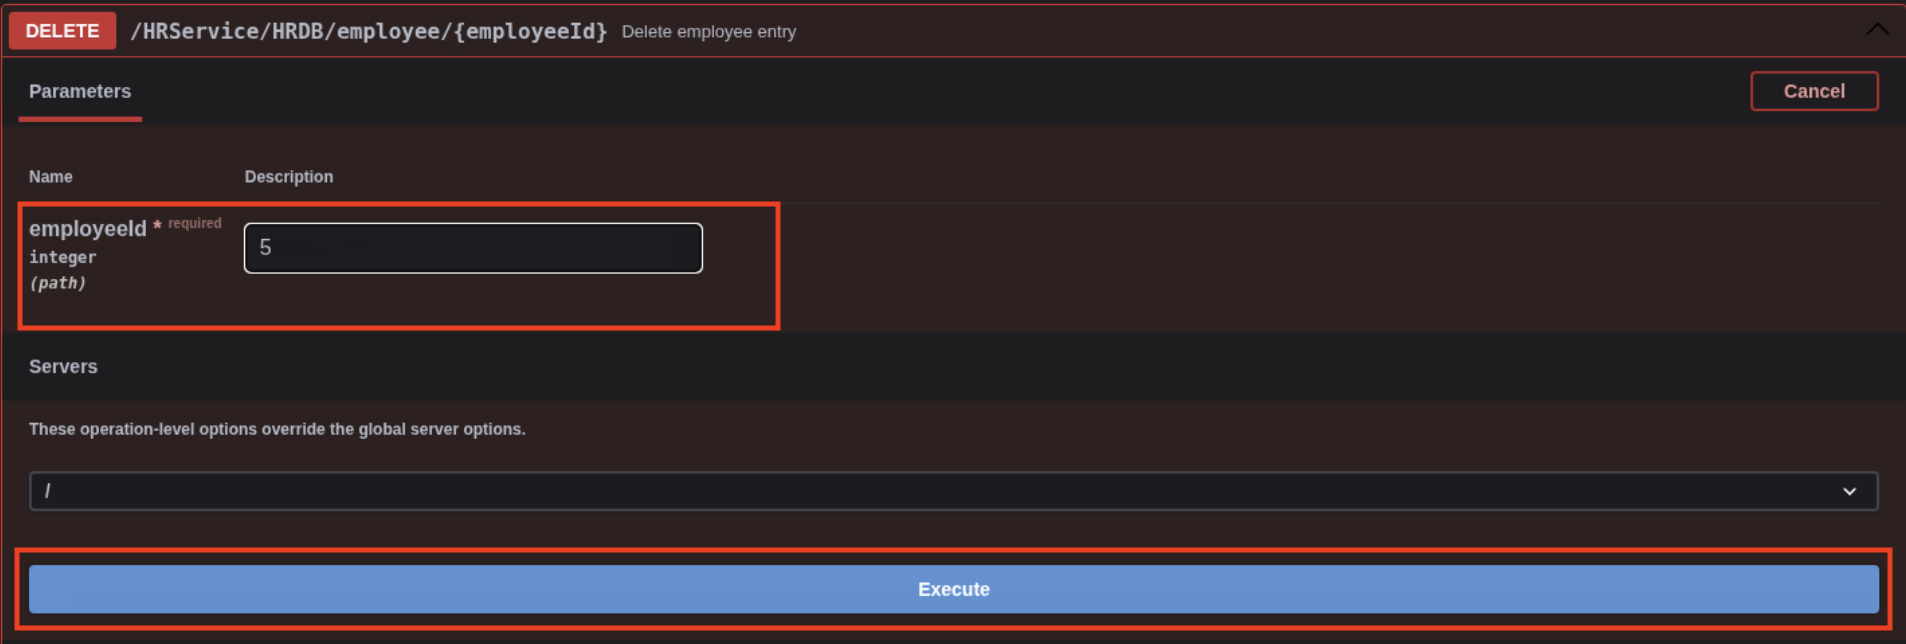 DELETE /HRService/HRDB/employee/{employeeId} Delete employee entry
Parameters Cancel
Name Description
employeeId * required 5
integer
(path)
Servers
These operation-level options override the global server options.
/
Execute